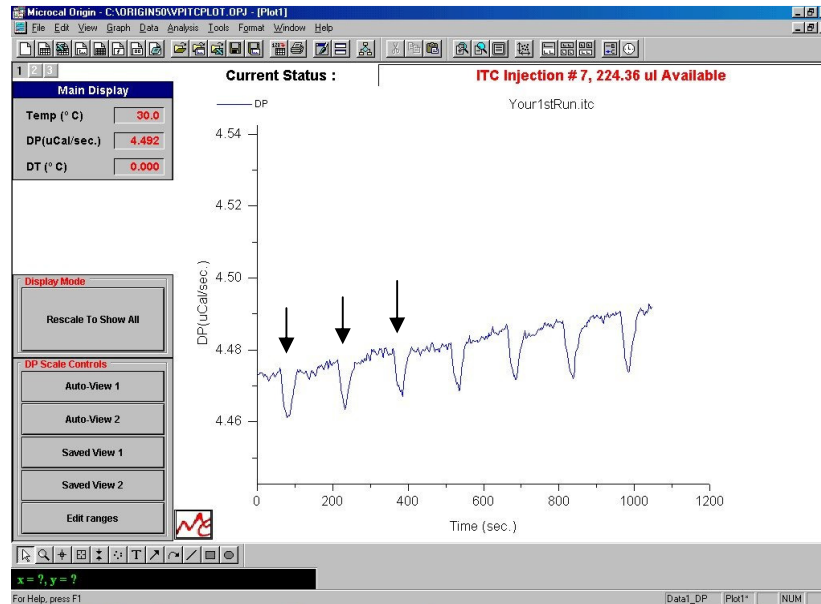 Microcal Origin - C:\ORIGIN50\VPITCPLOT.OPJ - [Plot1]
File Edit View Graph Data Analysis Tools Format Window Help
1 2 3
Main Display
Temp (° C) 30.0
DP(uCal/sec.) 4.492
DT (° C) 0.000
Current Status :
ITC Injection # 7, 224.36 ul Available
DP
Your1stRun.itc
4.54
4.52
4.50
4.48
4.46
DP(uCal/sec.)
0 200 400 600 800 1000 1200
Time (sec.)
Display Mode
Rescale To Show All
DP Scale Controls
Auto-View 1
Auto-View 2
Saved View 1
Saved View 2
Edit ranges
T
x = ?, y = ?
For Help, press F1
Data1_DP Plot1* NUM